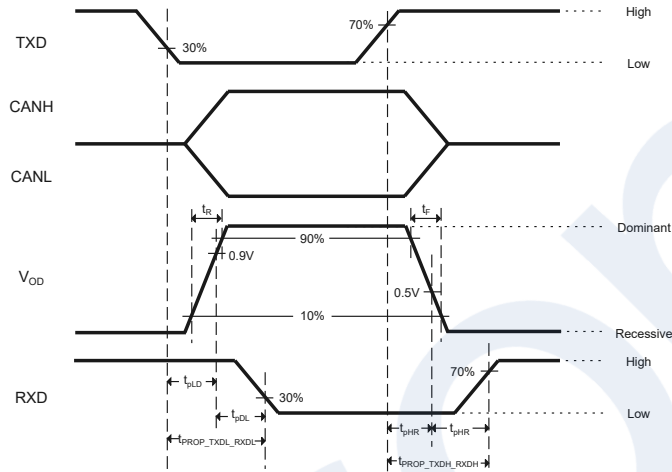 TXD
30%
70%
High
Low
CANH
CANL
tR
tF
Dominant
90%
0.9V
VOD
0.5V
10%
Recessive
High
RXD
70%
30%
Low
tpLD
tpDL
tpHR
tpHR
tPROP_TXDL_RXDL
tPROP_TXDH_RXDH